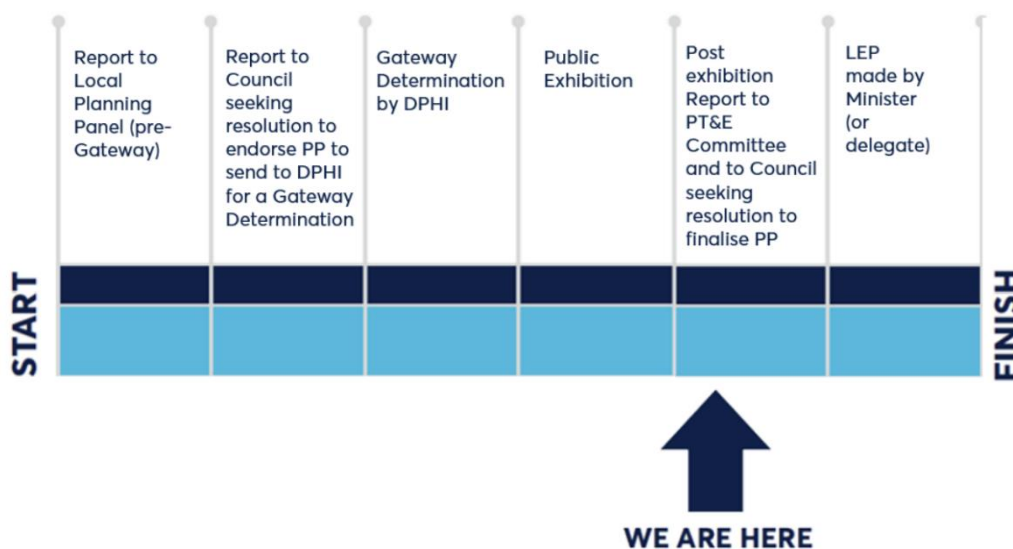 START
Report to
Local
Planning
Panel (pre-
Gateway)
Report to
Council
seeking
resolution to
endorse PP to
send to DPHI
for a Gateway
Determination
Gateway
Determination
by DPHI
Public
Exhibition
Post
exhibition
Report to
PT&E
Committee
and to Council
seeking
resolution to
finalise PP
LEP
made by
Minister
(or
delegate)
FINISH
WE ARE HERE